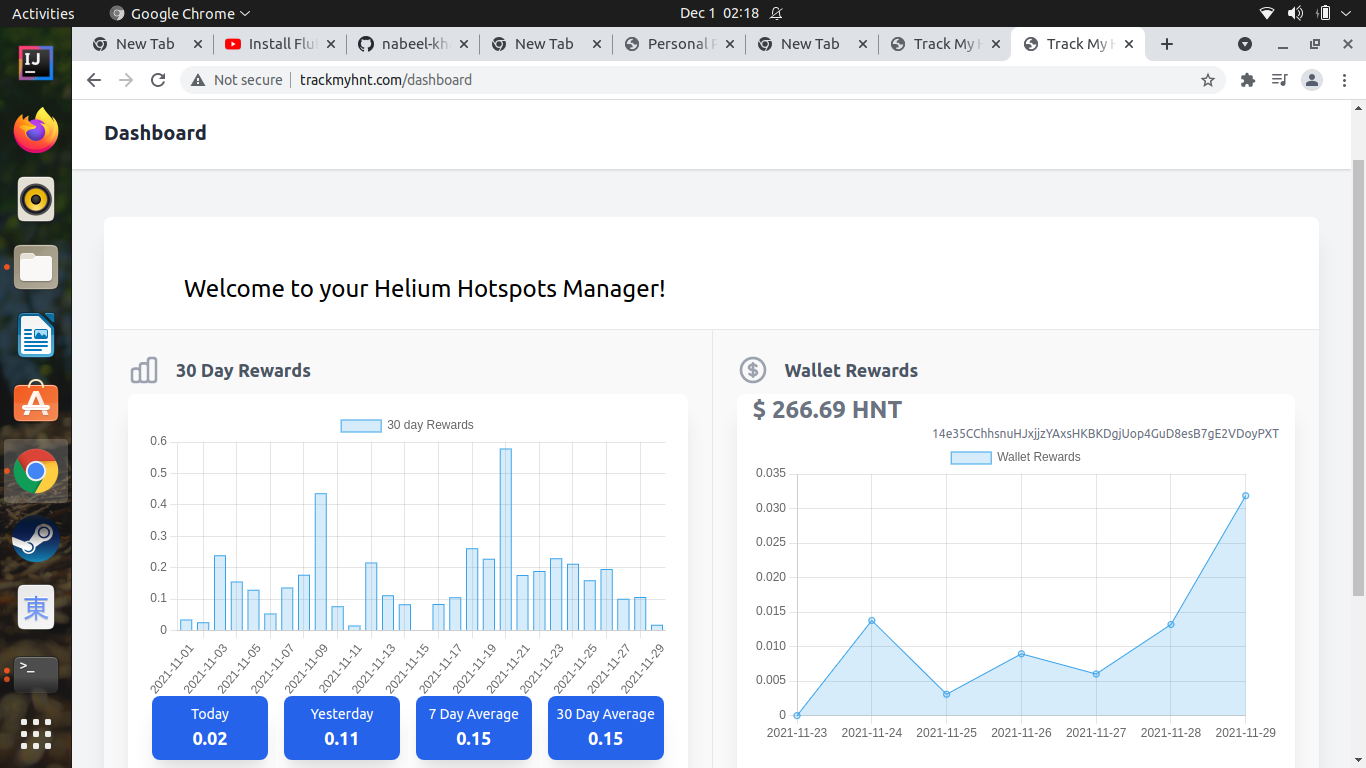 Activities
Google Chrome
Dec 1 02:18
New Tab
Install Flu
nabeel-kh
New Tab
Personal
New Tab
Track My
Track My
Not secure
trackmyhnt.com/dashboard
Dashboard
Welcome to your Helium Hotspots Manager!
30 Day Rewards
30 day Rewards
0.6
0.5
0.4
0.3
0.2
0.1
0
2021-11-01
2021-11-03
2021-11-05
2021-11-07
2021-11-09
2021-11-11
2021-11-13
2021-11-15
2021-11-17
2021-11-19
2021-11-21
2021-11-23
2021-11-25
2021-11-27
2021-11-29
Today
0.02
Yesterday
0.11
7 Day Average
0.15
30 Day Average
0.15
Wallet Rewards
$ 266.69 HNT
14e35CChhsnuHJxjjzYAxsHKBKDgjUop4GuD8esB7gE2VDoyPXT
Wallet Rewards
0.035
0.030
0.025
0.020
0.015
0.010
0.005
0
2021-11-23
2021-11-24
2021-11-25
2021-11-26
2021-11-27
2021-11-28
2021-11-29
IJ
東
>_